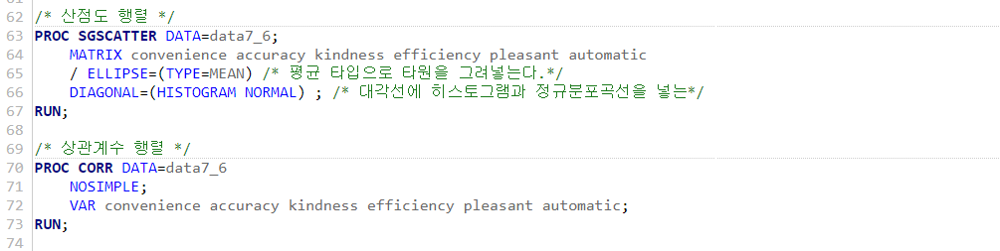 62 /* 산점도 행렬 */
63 PROC SGSCATTER DATA=data7_6;
64 MATRIX convenience accuracy kindness efficiency pleasant automatic
65 / ELLIPSE=(TYPE=MEAN) /* 평균 타입으로 타원을 그려넣는다.*/
66 DIAGONAL=(HISTOGRAM NORMAL) ; /* 대각선에 히스토그램과 정규분포곡선을 넣는*/
67 RUN;
68
69 /* 상관계수 행렬 */
70 PROC CORR DATA=data7_6
71 NOSIMPLE;
72 VAR convenience accuracy kindness efficiency pleasant automatic;
73 RUN;
74